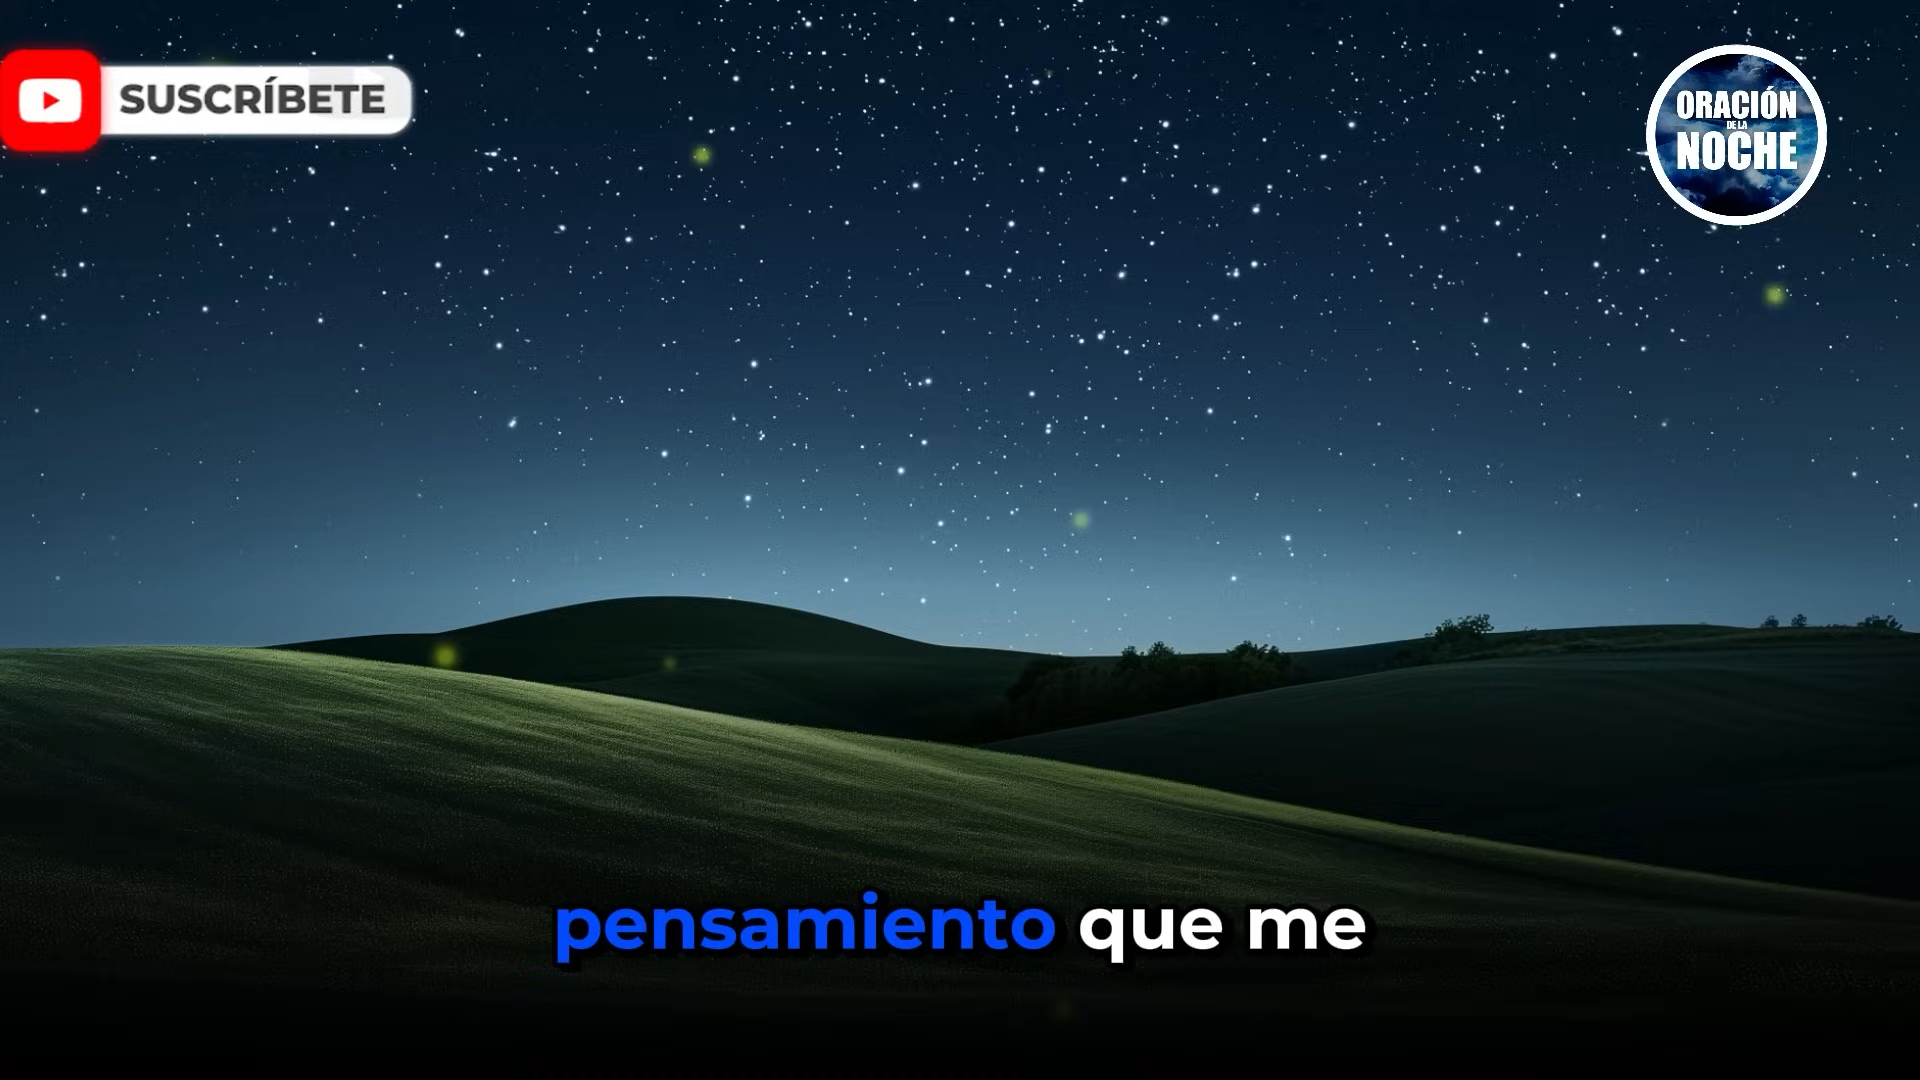 SUSCRÍBETE
ORACIÓN
DE LA
NOCHE
pensamiento que me